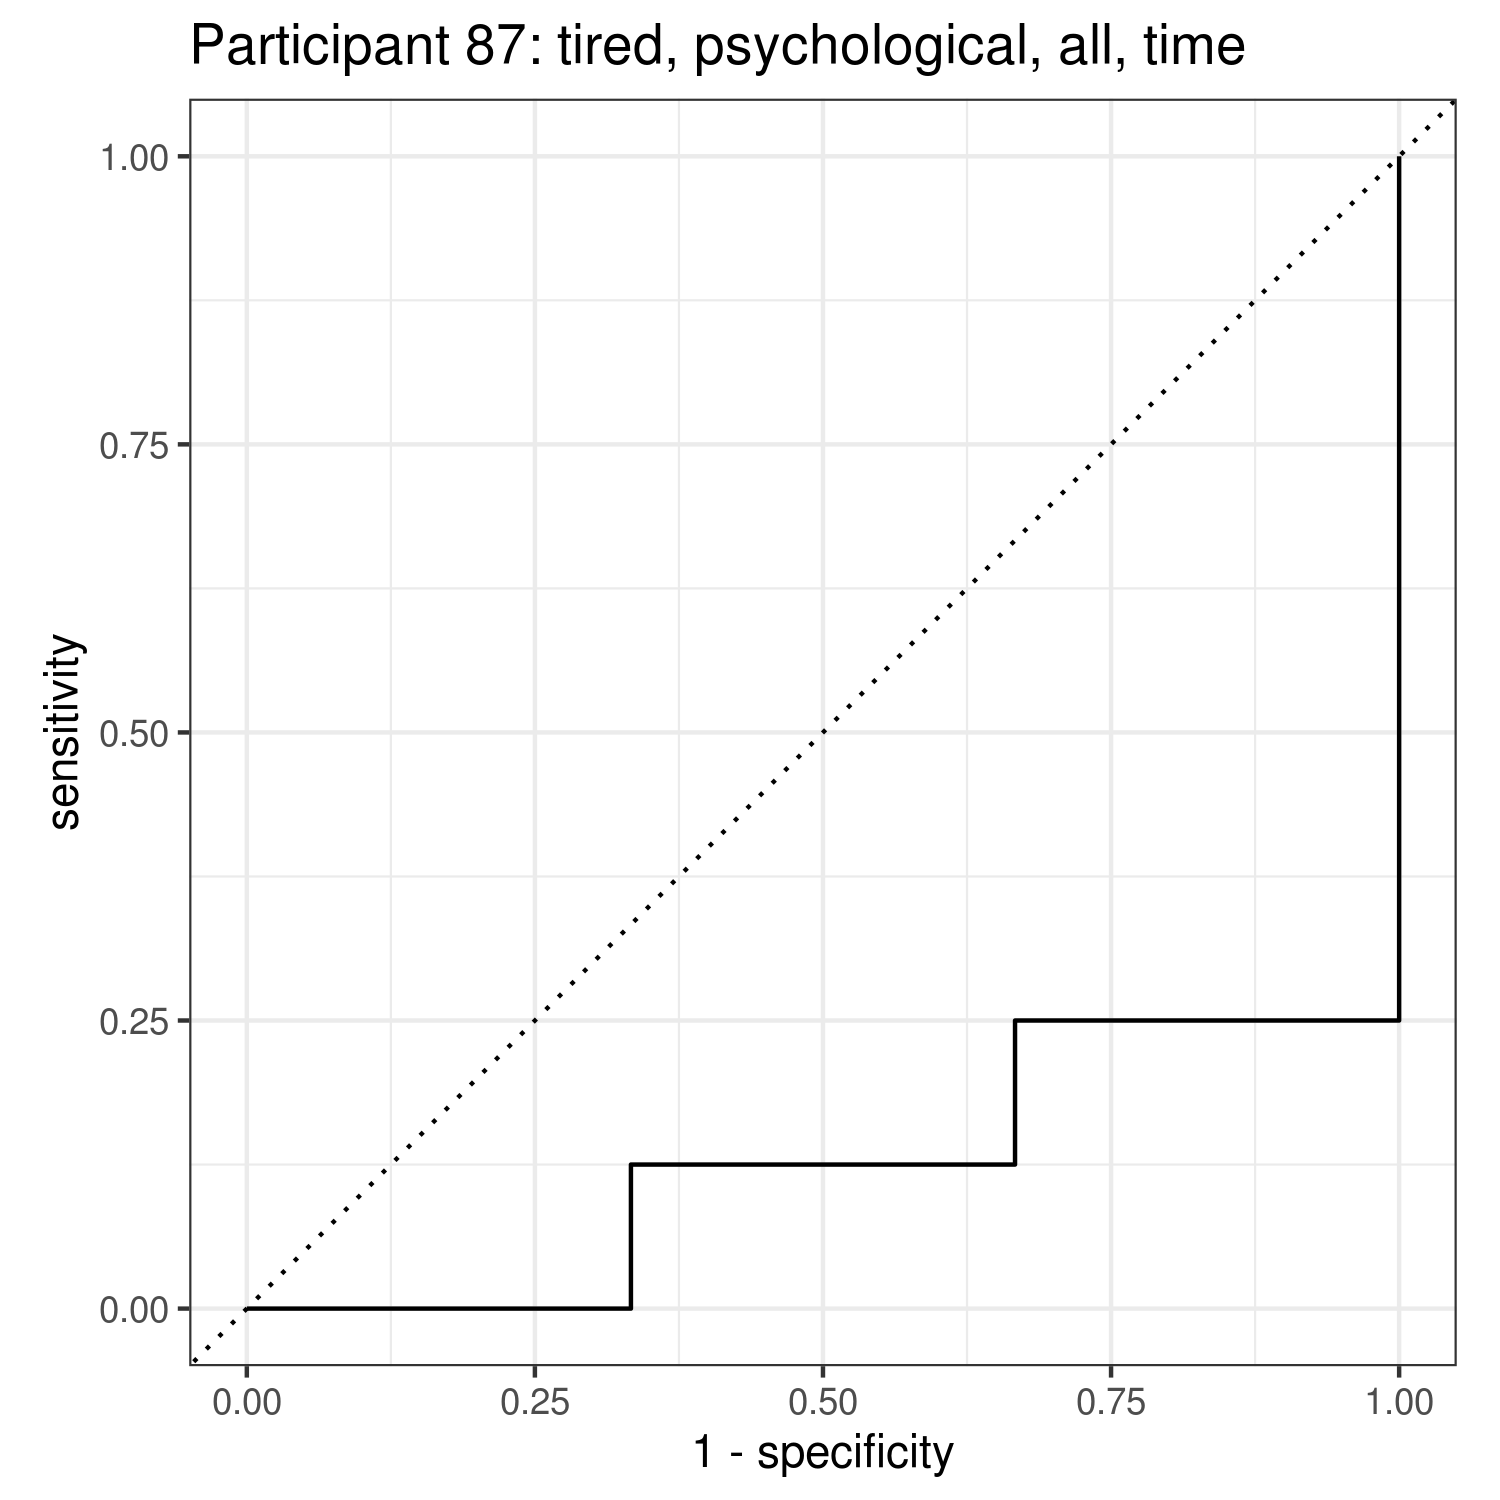 Participant 87: tired, psychological, all, time
1.00
0.75
0.50
0.25
0.00
sensitivity
0.00 0.25 0.50 0.75 1.00
1 - specificity